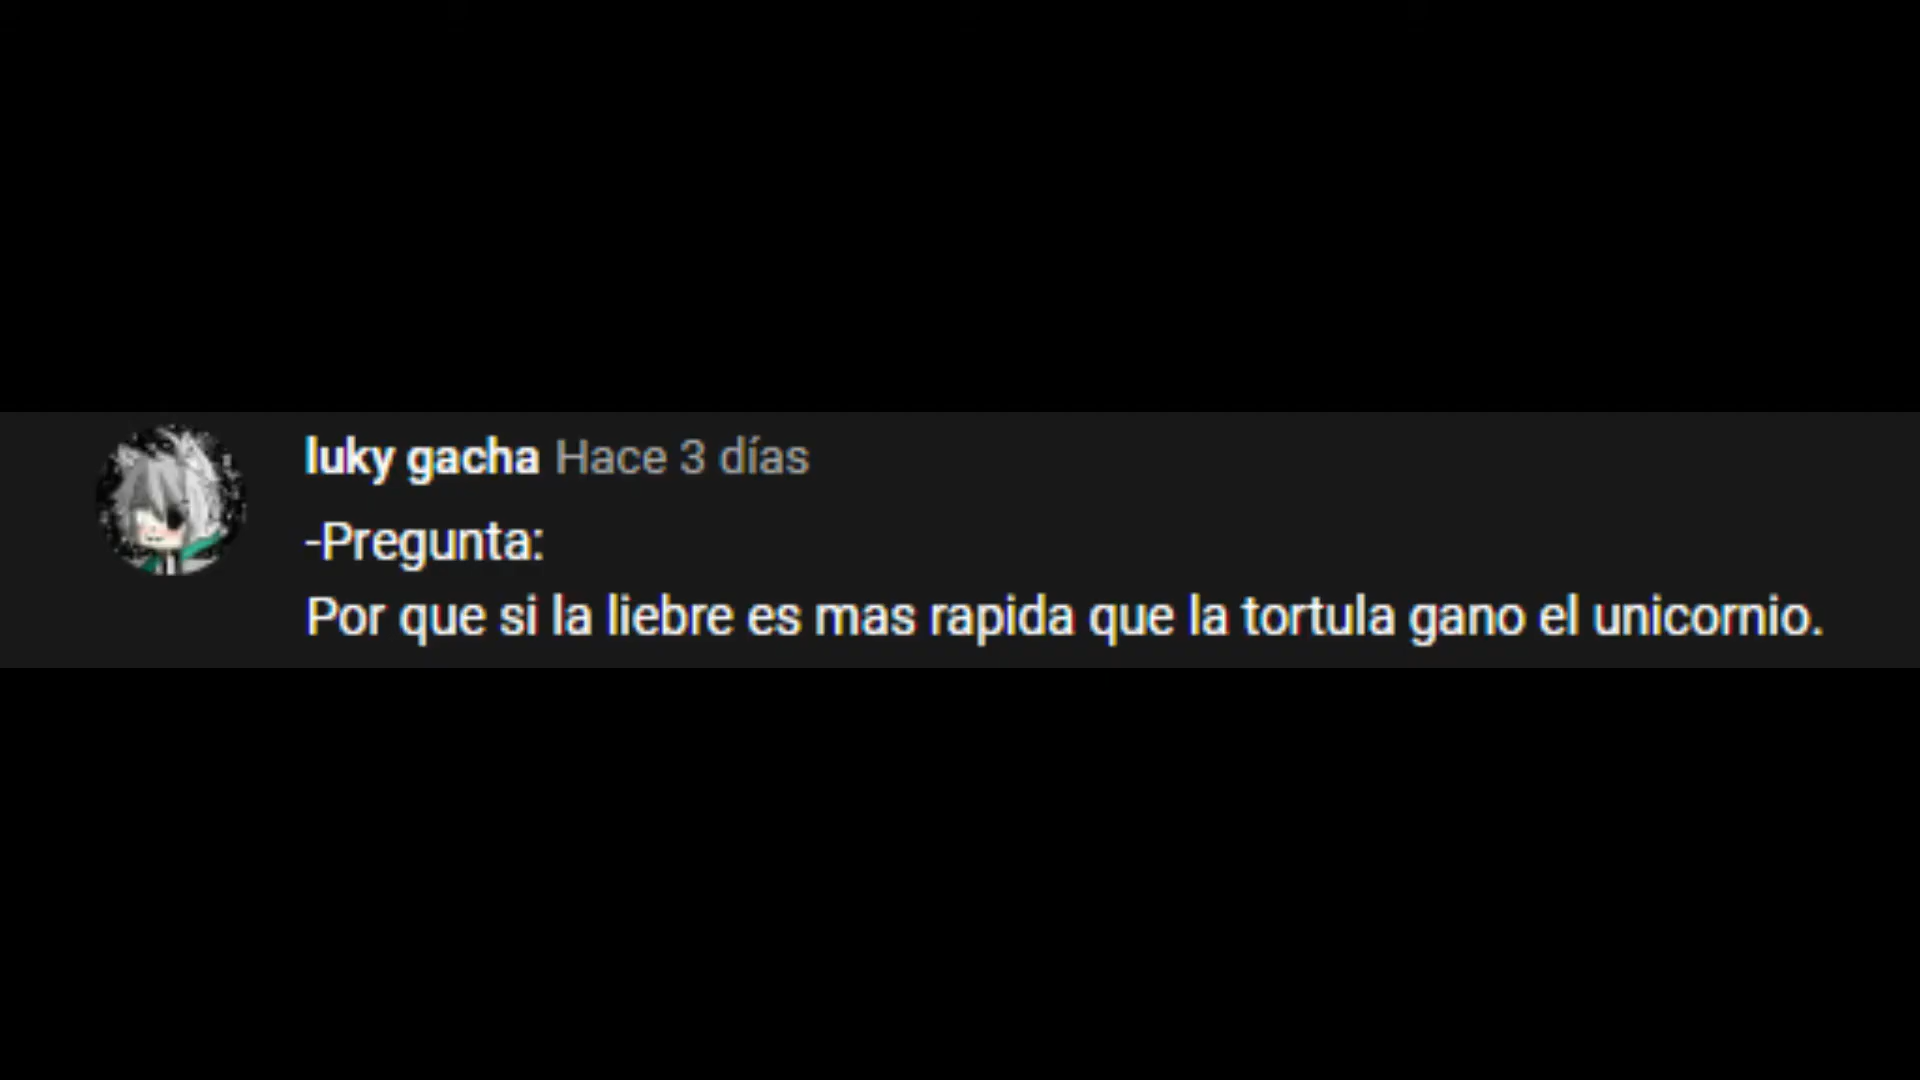 luky gacha Hace 3 días
-Pregunta:
Por que si la liebre es mas rapida que la tortula gano el unicornio.